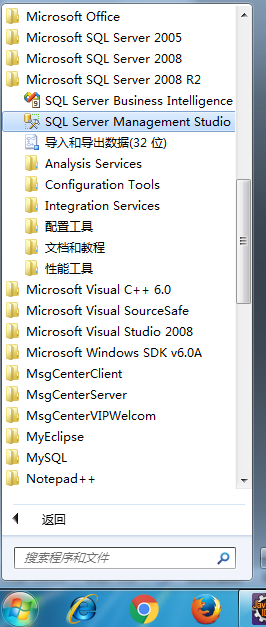 Microsoft Office
Microsoft SQL Server 2005
Microsoft SQL Server 2008
Microsoft SQL Server 2008 R2
SQL Server Business Intelligence
SQL Server Management Studio
导入和导出数据(32 位)
Analysis Services
Configuration Tools
Integration Services
配置工具
文档和教程
性能工具
Microsoft Visual C++ 6.0
Microsoft Visual SourceSafe
Microsoft Visual Studio 2008
Microsoft Windows SDK v6.0A
MsgCenterClient
MsgCenterServer
MsgCenterVIPWelcom
MyEclipse
MySQL
Notepad++
返回
搜索程序和文件